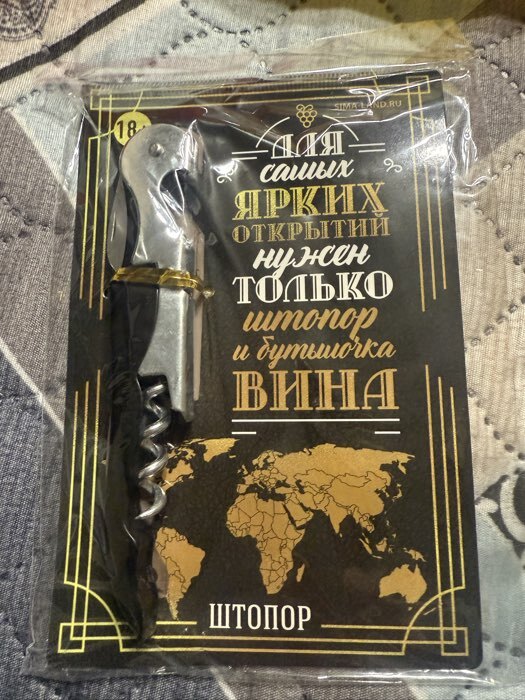 SIMA-LAND.RU
18+
ДЛЯ
самых
ЯРКИХ
ОТКРЫТИЙ
нужен
ТОЛЬКО
штопор
и бутылочка
ВИНА
ШТОПОР